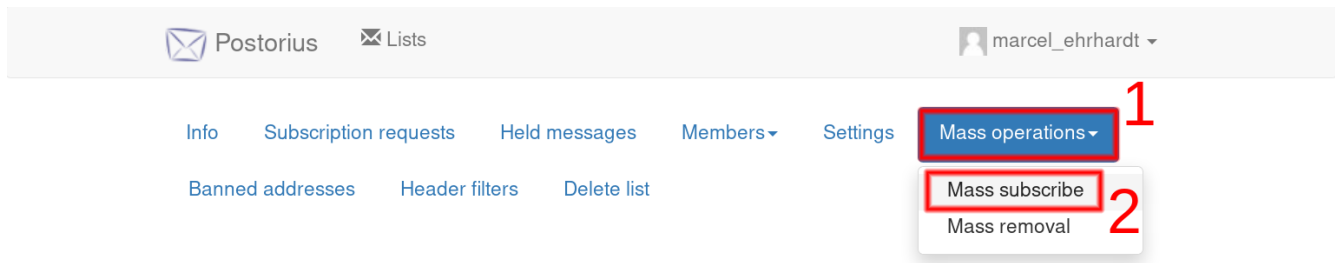 Postorius Lists marcel_ehrhardt
1
Info Subscription requests Held messages Members Settings Mass operations
Banned addresses Header filters Delete list Mass subscribe
2
Mass removal